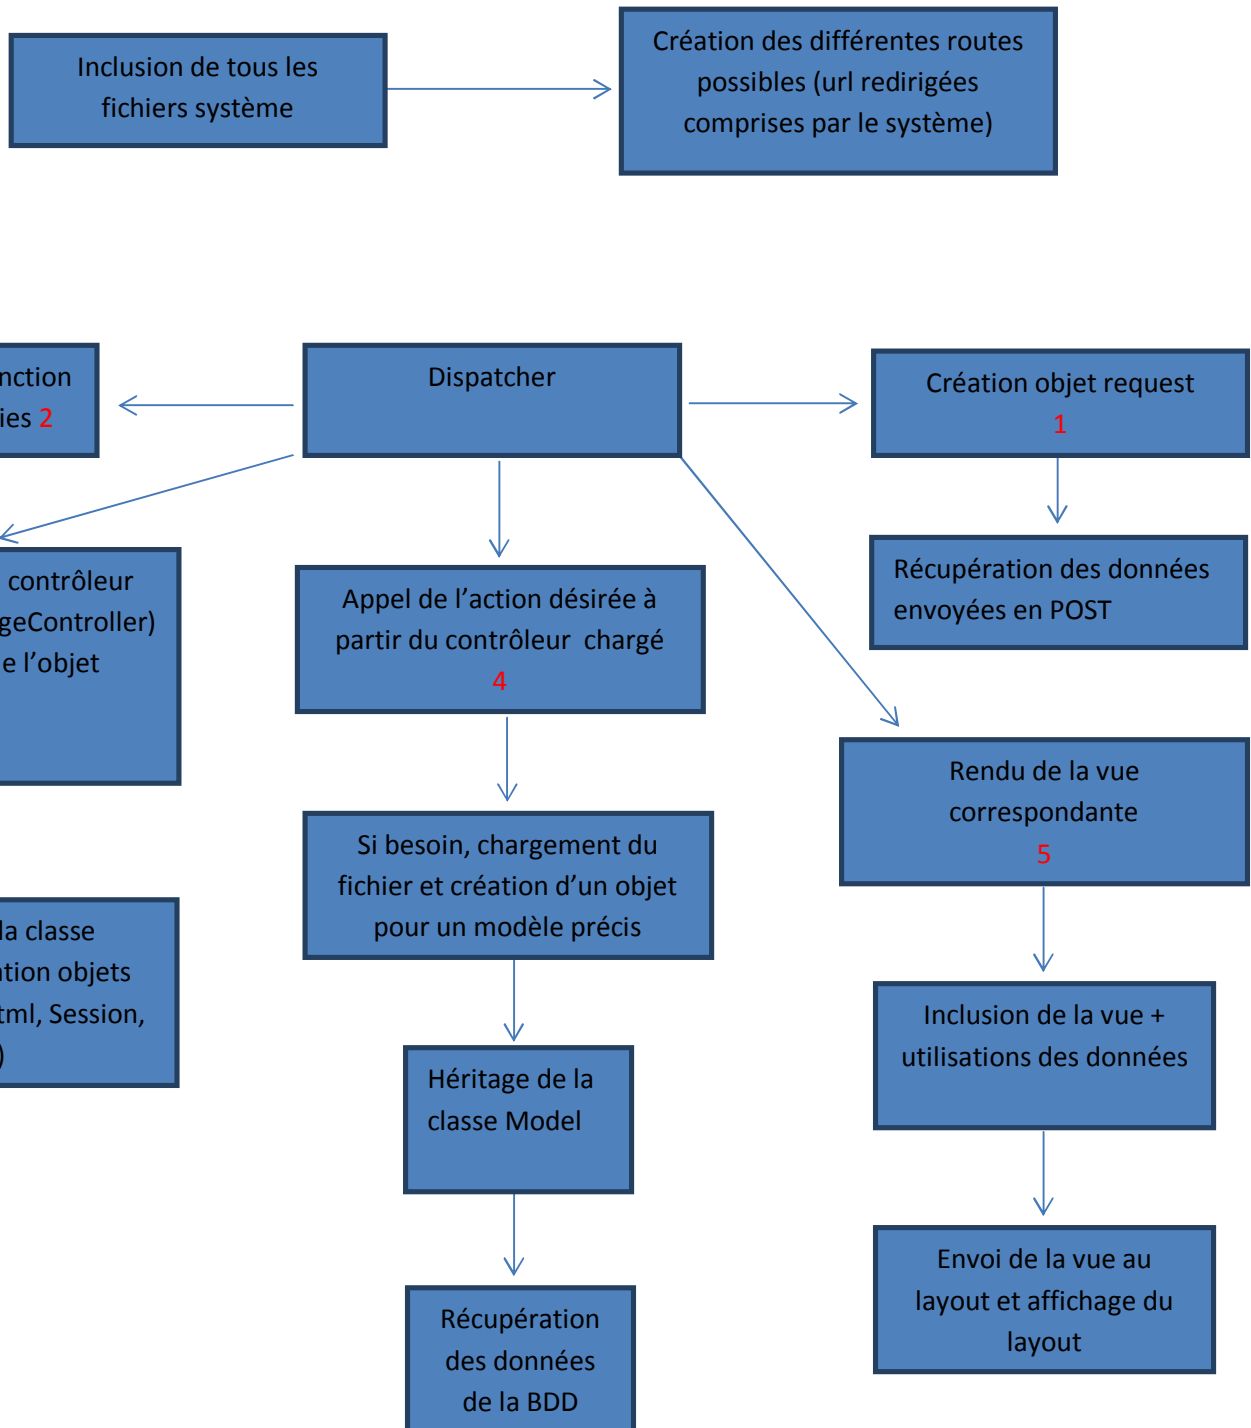 Inclusion de tous les
fichiers système
Création des différentes routes
possibles (url redirigées
comprises par le système)
Dispatcher
Création objet request
1
2
Récupération des données
envoyées en POST
contrôleur
geController)
e l’objet
Appel de l’action désirée à
partir du contrôleur chargé
4
Rendu de la vue
correspondante
5
Si besoin, chargement du
fichier et création d’un objet
pour un modèle précis
la classe
objets
Session,
)
Inclusion de la vue +
utilisations des données
Héritage de la
classe Model
Envoi de la vue au
layout et affichage du
layout
Récupération
des données
de la BDD